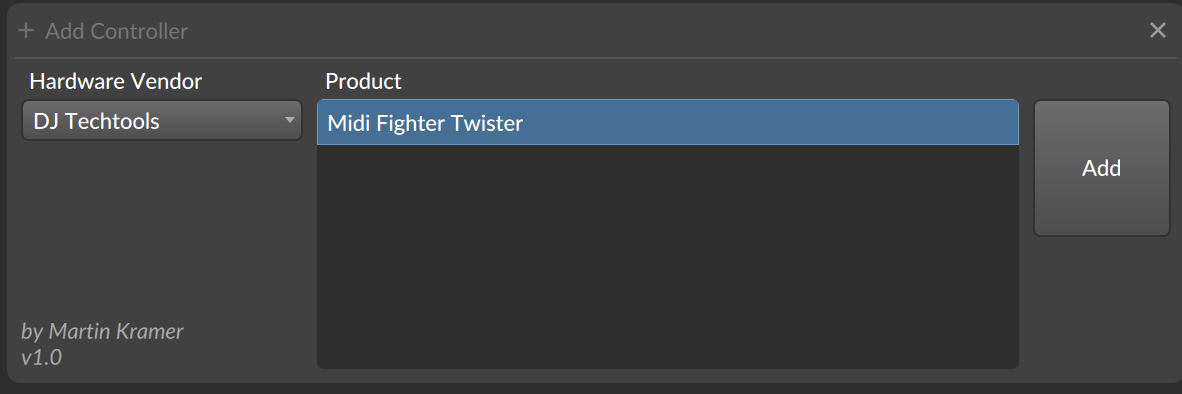 + Add Controller
Hardware Vendor
DJ Techtools
by Martin Kramer
v1.0
Product
Midi Fighter Twister
Add